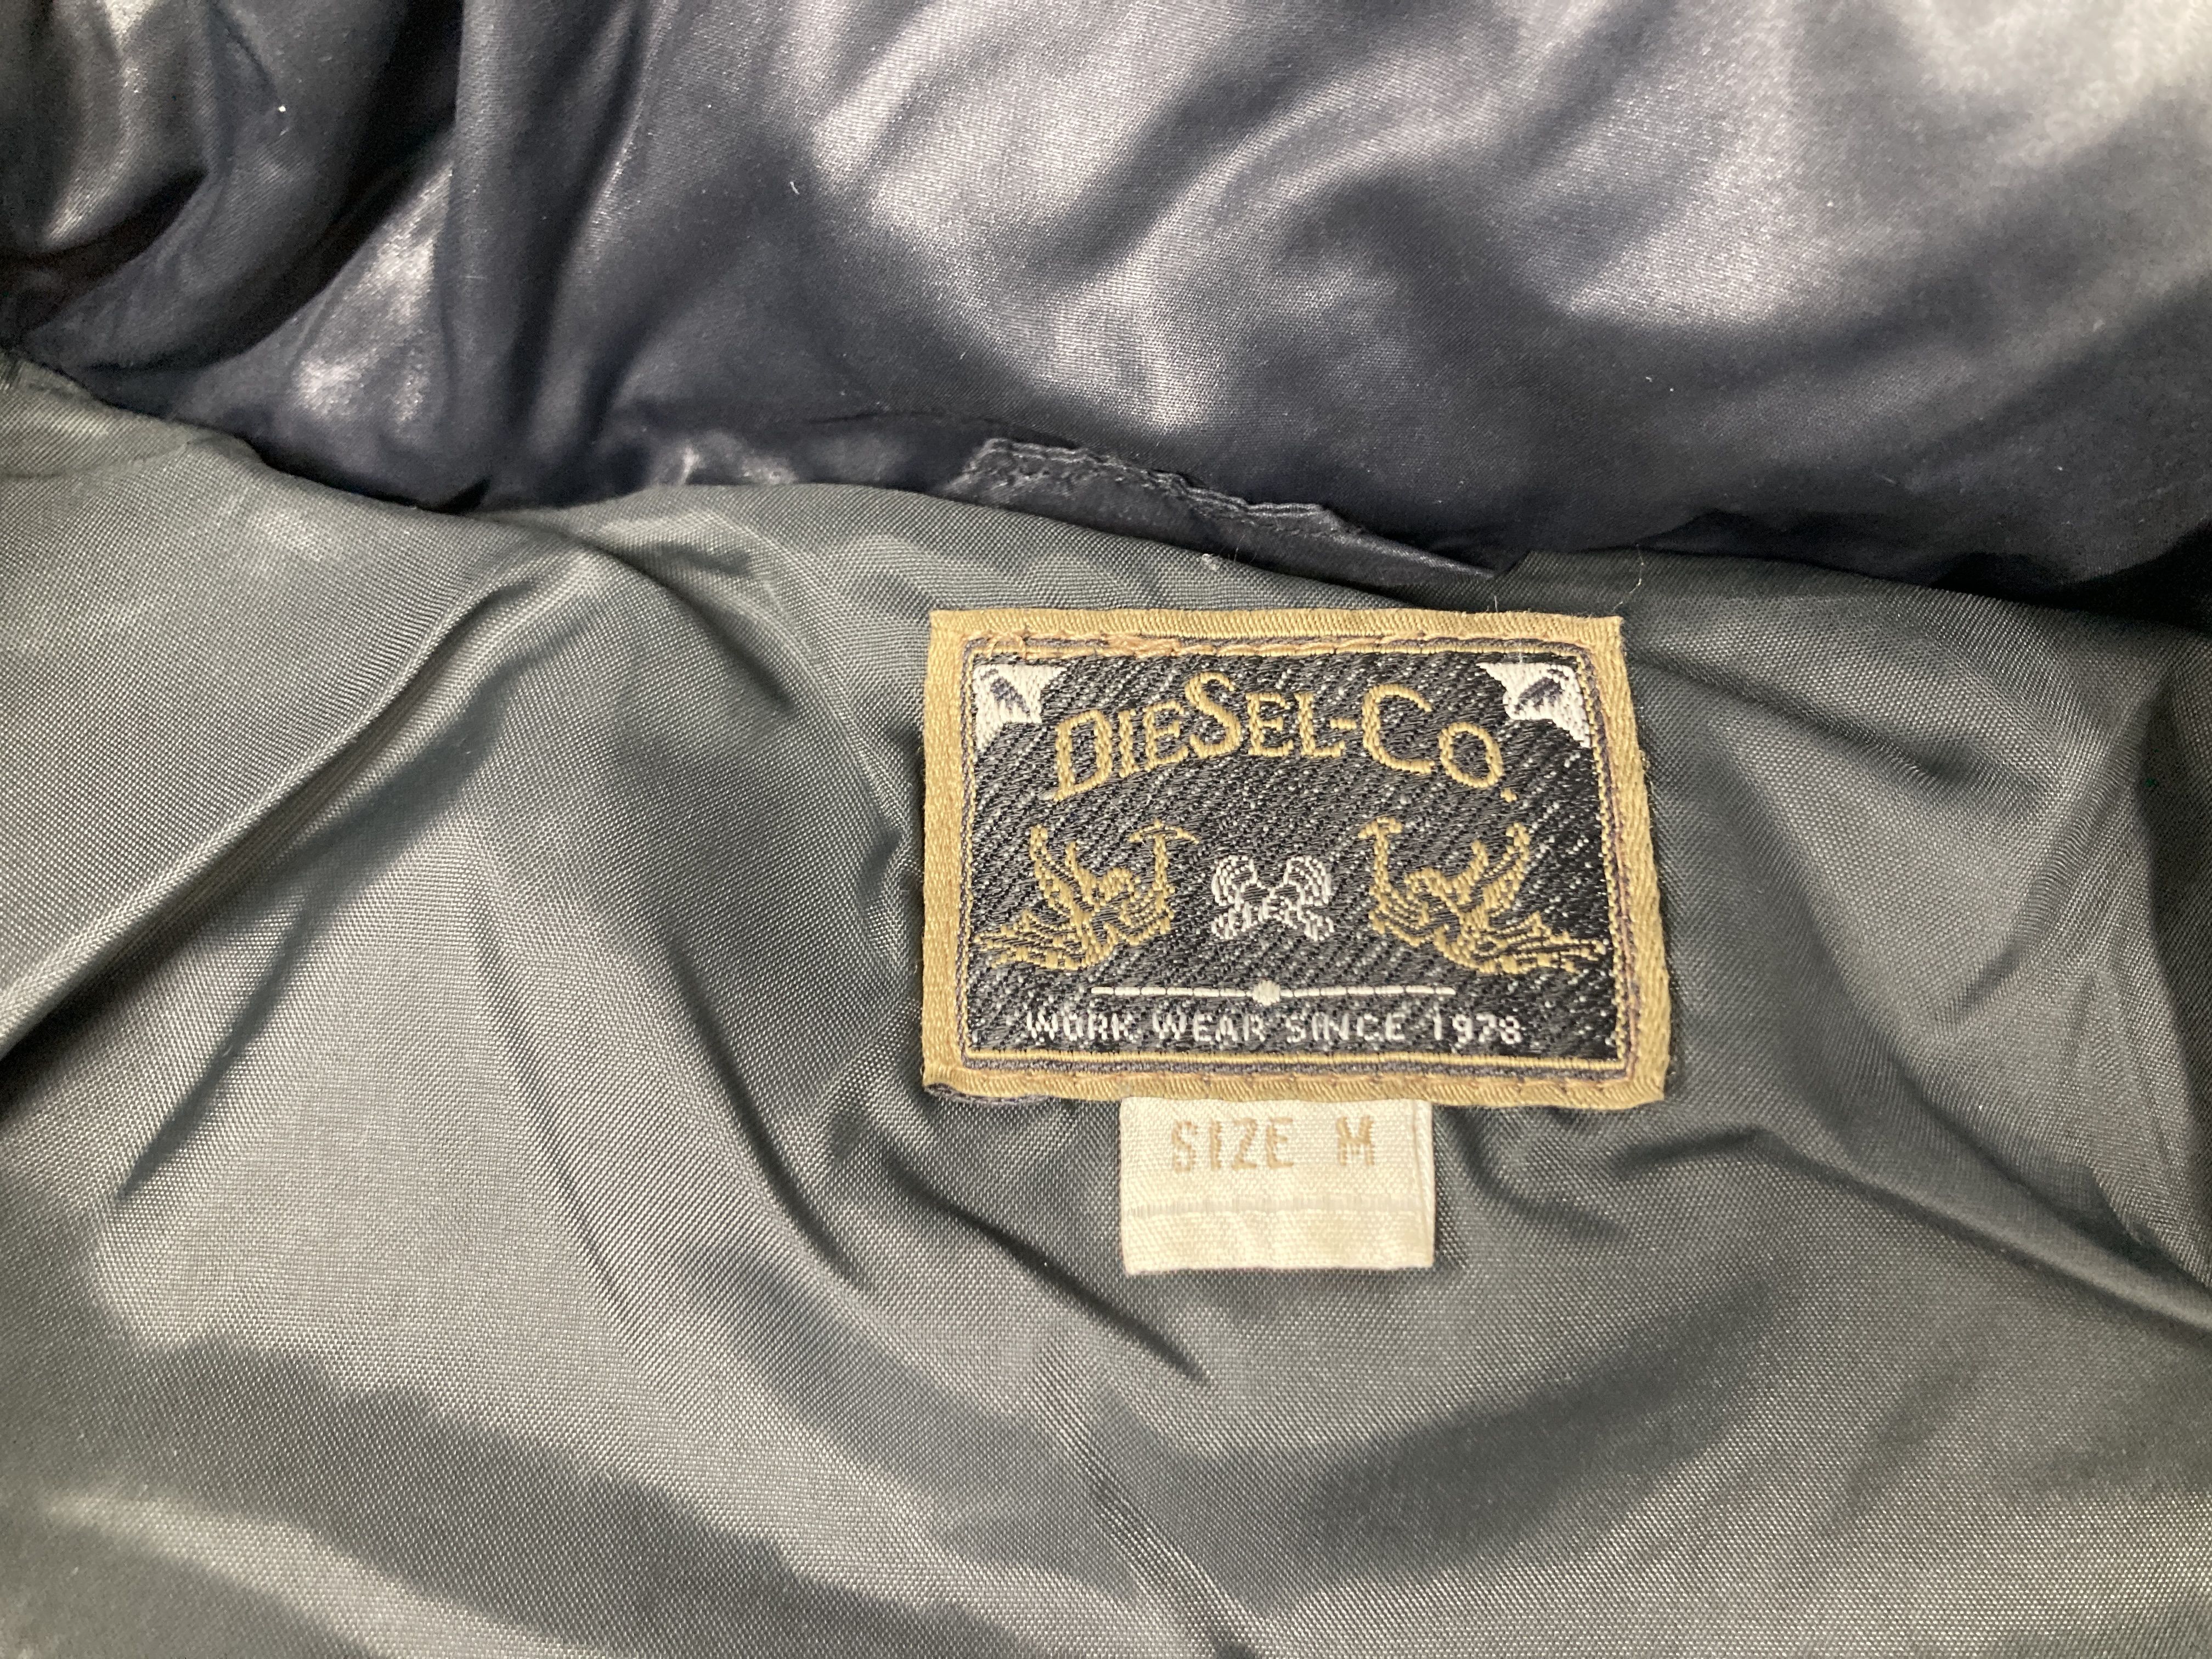 DIESEL-CO.
WORK WEAR SINCE 1978
SIZE M